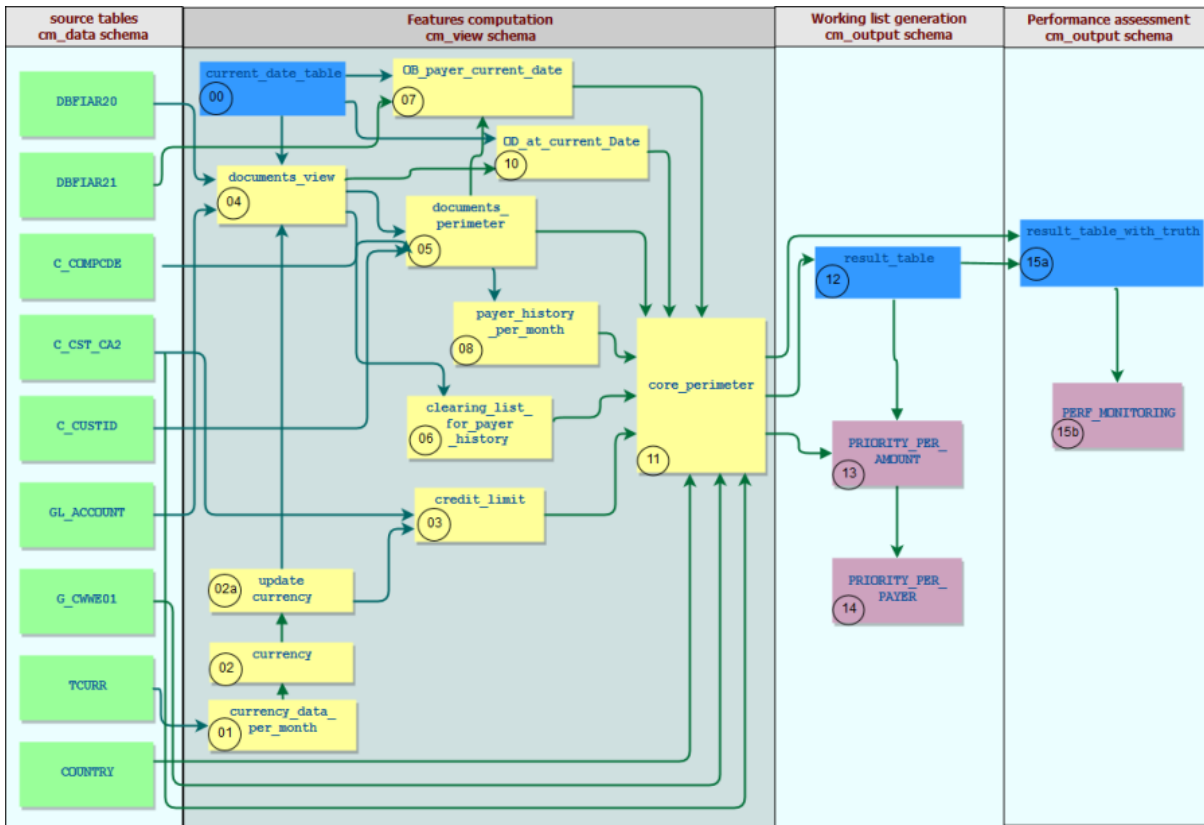 source tables
cm_data schema
Features computation
cm_view schema
Working list generation
cm_output schema
Performance assessment
cm_output schema
DBFIAR20
DBFIAR21
C_COMPCDE
C_CST_CA2
C_CUSTID
GL_ACCOUNT
G_CWWE01
TCURR
COUNTRY
current_date_table
00
OB_payer_current_date
07
OD_at_current_Date
10
documents_view
04
documents_
perimeter
05
payer_history
_per_month
08
clearing_list_
for_payer
_history
06
credit_limit
03
update
currency
02a
currency
02
currency_data_
per_month
01
core_perimeter
11
result_table
12
PRIORITY_PER_
AMOUNT
13
PRIORITY_PER_
PAYER
14
result_table_with_truth
15a
PERF_MONITORING
15b